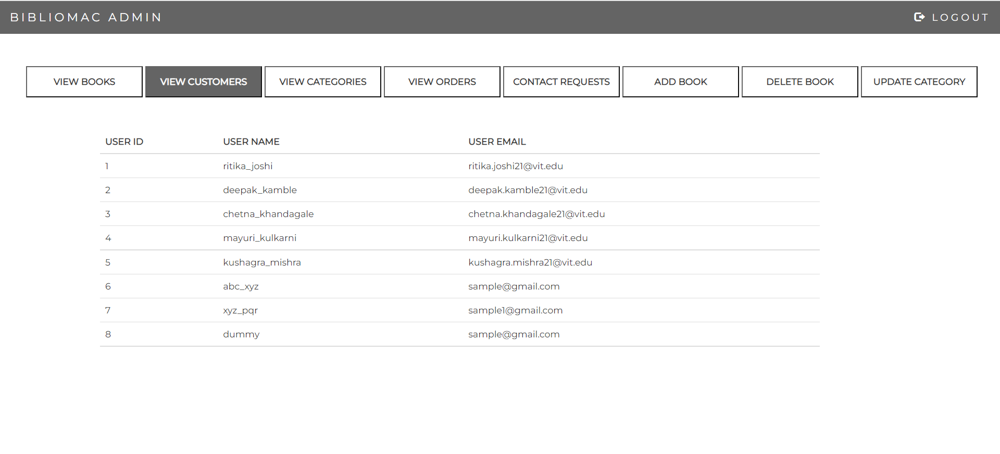 BIBLIOMAC ADMIN LOGOUT
VIEW BOOKS VIEW CUSTOMERS VIEW CATEGORIES VIEW ORDERS CONTACT REQUESTS ADD BOOK DELETE BOOK UPDATE CATEGORY
USER ID USER NAME USER EMAIL
1 ritika_joshi ritika.joshi21@vit.edu
2 deepak_kamble deepak.kamble21@vit.edu
3 chetna_khandagale chetna.khandagale21@vit.edu
4 mayuri_kulkarni mayuri.kulkarni21@vit.edu
5 kushagra_mishra kushagra.mishra21@vit.edu
6 abc_xyz sample@gmail.com
7 xyz_pqr sample1@gmail.com
8 dummy sample@gmail.com